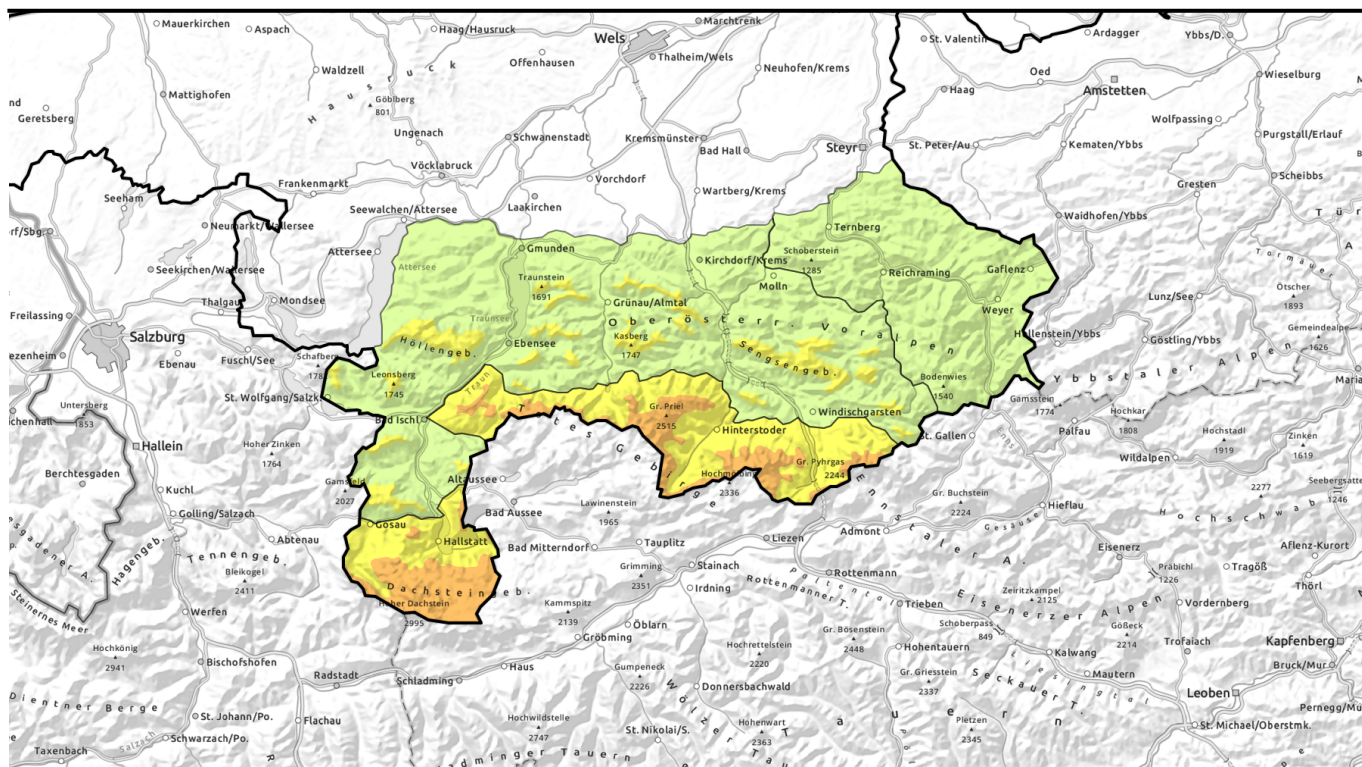 Mauerkirchen
Aspach
Haag/Hausruck
Marchtrenk
Wels
St. Valentin
Ardagger
Ybbs/D.
Offenhausen
Thalheim/Wels
Waldzell
Neuhofen/Krems
Oed
Wieselburg
Mattighofen
Hausruck
Göblberg
801
Haag
Amstetten
Geretsberg
Ungenach
Schwanenstadt
Kremsmünster
Wolfpassing
Purgstall/Erlauf
Bad Hall
Steyr
St. Peter/Au
Kematen/Ybbs
Vöcklabruck
Frankenmarkt
Vorchdorf
Wartberg/Krems
Scheibbs
Gresten
Seeham
Laakirchen
Seewalchen/Attersee
Waidhofen/Ybbs
Neumarkt/Wallersee
Ternberg
Attersee
Gmunden
Schoberstein
1285
Kirchdorf/Krems
Seekirchen/Wallersee
Attersee
Traunstein
1691
Molln
Reichraming
Gaflenz
Tormäuer
Ötscher
1893
Thalgau
Mondsee
Grünau/Almtal
Weyer
Lunz/See
Freilassing
Traunsee
Oberösterr. Voralpen
Salzburg
Kasberg
1747
Hollenstein/Ybbs
Göstling/Ybbs
Gemeindealpe
1626
Höllengeb.
Ebensee
Sengsengeb.
Ybbstaler Alpen
Ebenau
Fuschl/See
Leonsberg
1745
Bodenwies
1540
St. Wolfgang/Salzk
Traun
Gamsstein
1774
Untersberg
1853
Totes Gebirge
Gr. Priel
2515
Windischgarsten
Hochkar
1808
Bad Ischl
Hinterstoder
St. Gallen
Enns
Palfau
Hochstadl
1919
Zinken
1619
Hallein
Hoher Zinken
1764
Gr. Pyhrgas
2244
Wildalpen
Berchtesgaden
Altaussee
2336
Ennstaler A.
Gamsfeld
2027
Kuchl
Lawinenstein
1965
Gr. Buchstein
2224
2277
1246
Golling/Salzach
Gosau
Bad Aussee
Hieflau
Hochschwab
Abtenau
Hallstatt
Tauplitz
Liezen
Admont
Gesäuse
Hagengeb.
Tennengeb.
Bad Mitterndorf
Eisenerz
Aflenz-Kurort
Bleikogel
2411
Grimming
2351
Stainach
Rottenmann
Präbichl
1226
Tragöß
Dachsteingeb.
Irdning
Rottenmanner T.
Paltental
Zeiritzkampel
2125
Thörl
Steinernes Meer
Werfen
Hoher Dachstein
2995
Kammspitz
2139
Trieben
Eisenerzer Alpen
Vordernberg
Öblarn
Schoberpass
849
Gößeck
2214
Gröbming
Gr. Bösenstein
2448
Trofaiach
Kapfenberg
Hochkönig
2941
Hochrettelstein
2220
Hohentauern
Kalwang
Bischofshofen
Haus
Gumpeneck
2226
Liesingtal
Bruck/Mur
Radstadt
Schladming
Gr. Griesstein
2337
Mautern
Donnersbachwald
Seckauer T.
Leoben
Dientner Berge
St. Johann/Po.
Flachau
Hochwildstelle
2747
St. Nikolai/S.
Wölzer
Hohenwart
2363
Pletzen
2345
St. Michael/Oberstmk.
Pernegg/Mu
Salzach
Schwarzach/Po.
Taxenbach